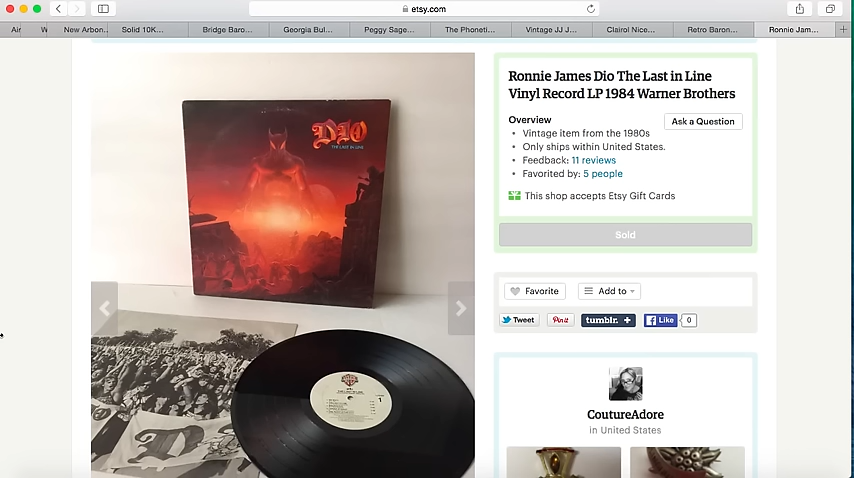 etsy.com
Air
W
New Arbon...
Solid 10K...
Bridge Baro...
Georgia Bul...
Peggy Sage...
The Phoneti...
Vintage JJ J...
Clairol Nice...
Retro Baron...
Ronnie Jam...
DIO
THE LAST IN LINE
Ronnie James Dio The Last in Line
Vinyl Record LP 1984 Warner Brothers
Overview
Ask a Question
• Vintage item from the 1980s
• Only ships within United States.
• Feedback: 11 reviews
• Favorited by: 5 people
This shop accepts Etsy Gift Cards
Sold
Favorite
Add to
Tweet
Pinit
tumblr. +
f Like
0
1
CoutureAdore
in United States